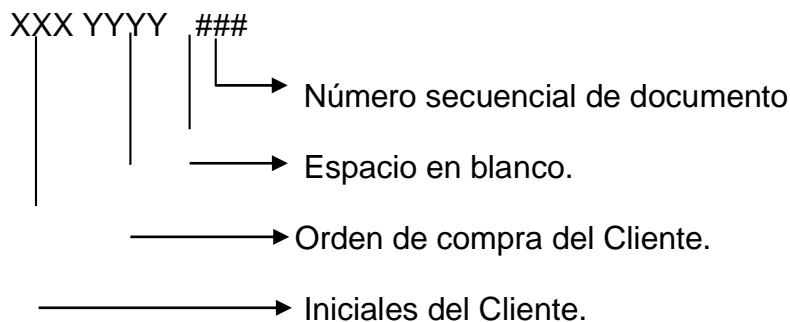 XXX YYYY ###
Número secuencial de documento
Espacio en blanco.
Orden de compra del Cliente.
Iniciales del Cliente.